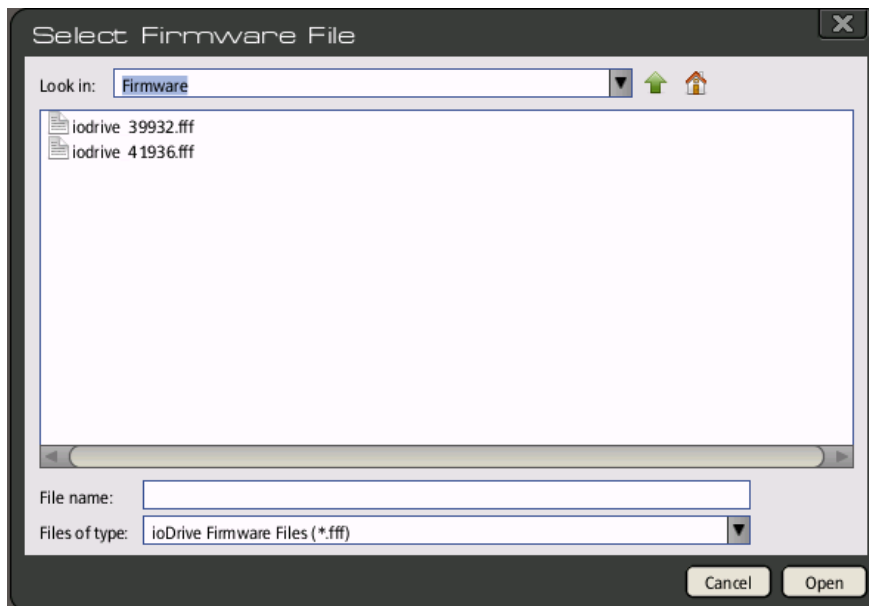 Select Firmware File
Look in: Firmware
iodrive 39932.fff
iodrive 41936.fff
File name:
Files of type: ioDrive Firmware Files (*.fff)
Cancel Open